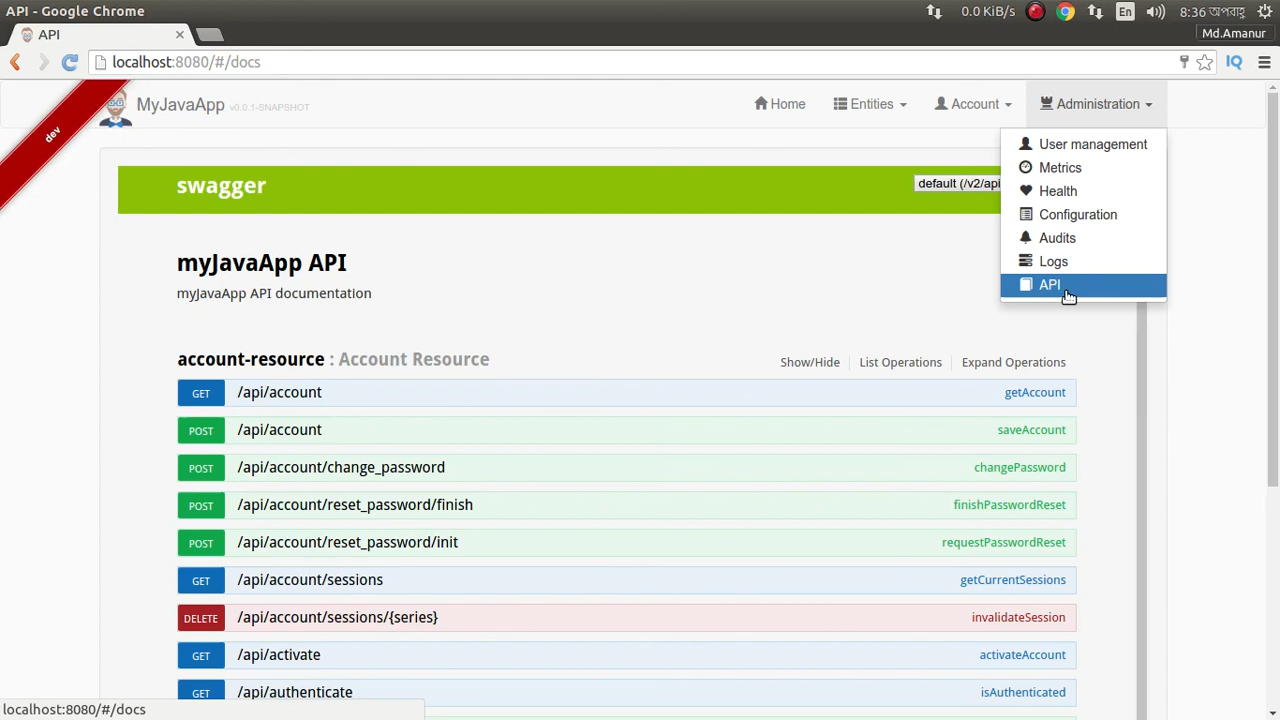 API - Google Chrome
0.0 KiB/s
En
8:36 অপরাহ্ণ
API
Md.Amanur
localhost:8080/#/docs
IQ
dev
MyJavaApp v0.0.1-SNAPSHOT
Home
Entities
Account
Administration
User management
Metrics
Health
Configuration
Audits
Logs
API
swagger
default (/v2/api
myJavaApp API
myJavaApp API documentation
account-resource : Account Resource
Show/Hide
List Operations
Expand Operations
GET /api/account getAccount
POST /api/account saveAccount
POST /api/account/change_password changePassword
POST /api/account/reset_password/finish finishPasswordReset
POST /api/account/reset_password/init requestPasswordReset
GET /api/account/sessions getCurrentSessions
DELETE /api/account/sessions/{series} invalidateSession
GET /api/activate activateAccount
GET /api/authenticate isAuthenticated
localhost:8080/#/docs